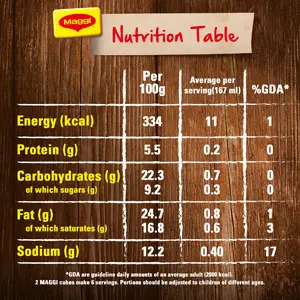 Maggi
Nutrition Table
Per 100g Average per serving(167 ml) %GDA*
Energy (kcal) 334 11 1
Protein (g) 5.5 0.2 0
Carbohydrates (g) 22.3 0.7 0
of which sugars (g) 9.2 0.3 0
Fat (g) 24.7 0.8 1
of which saturates (g) 16.8 0.6 3
Sodium (g) 12.2 0.40 17
*GDA are guideline daily amounts of an average adult (2000 kcal).
2 MAGGI cubes make 6 servings. Portions should be adjusted to children of different ages.